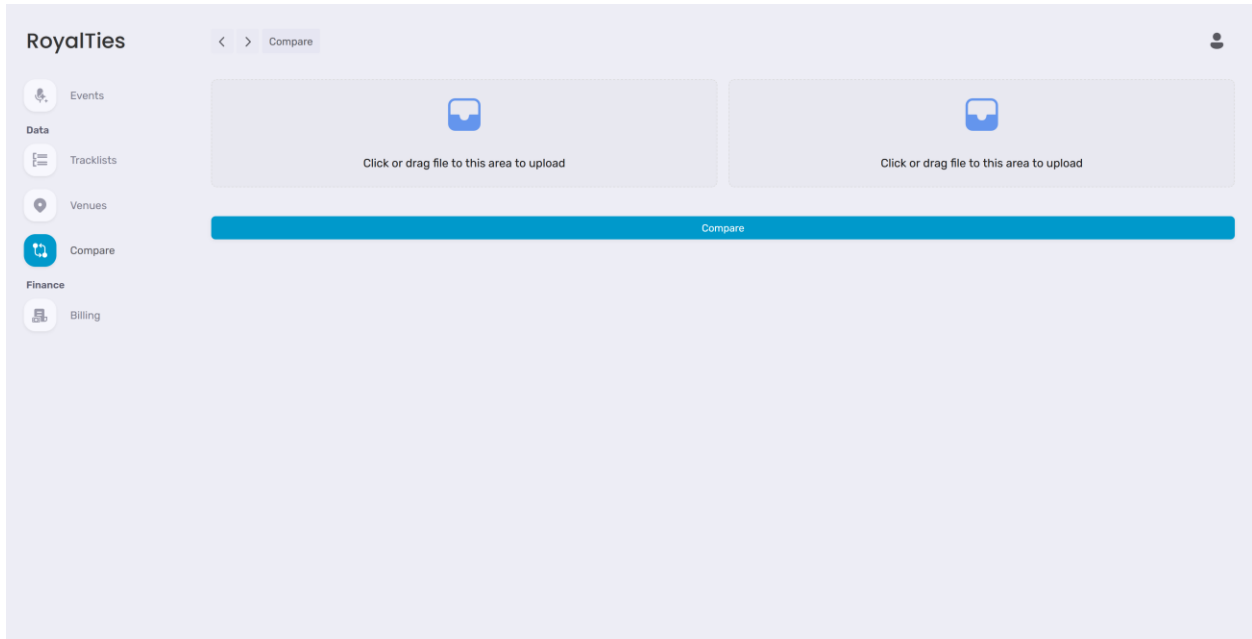 RoyalTies
Compare
Events
Data
Tracklists
Venues
Compare
Finance
Billing
Click or drag file to this area to upload
Click or drag file to this area to upload
Compare